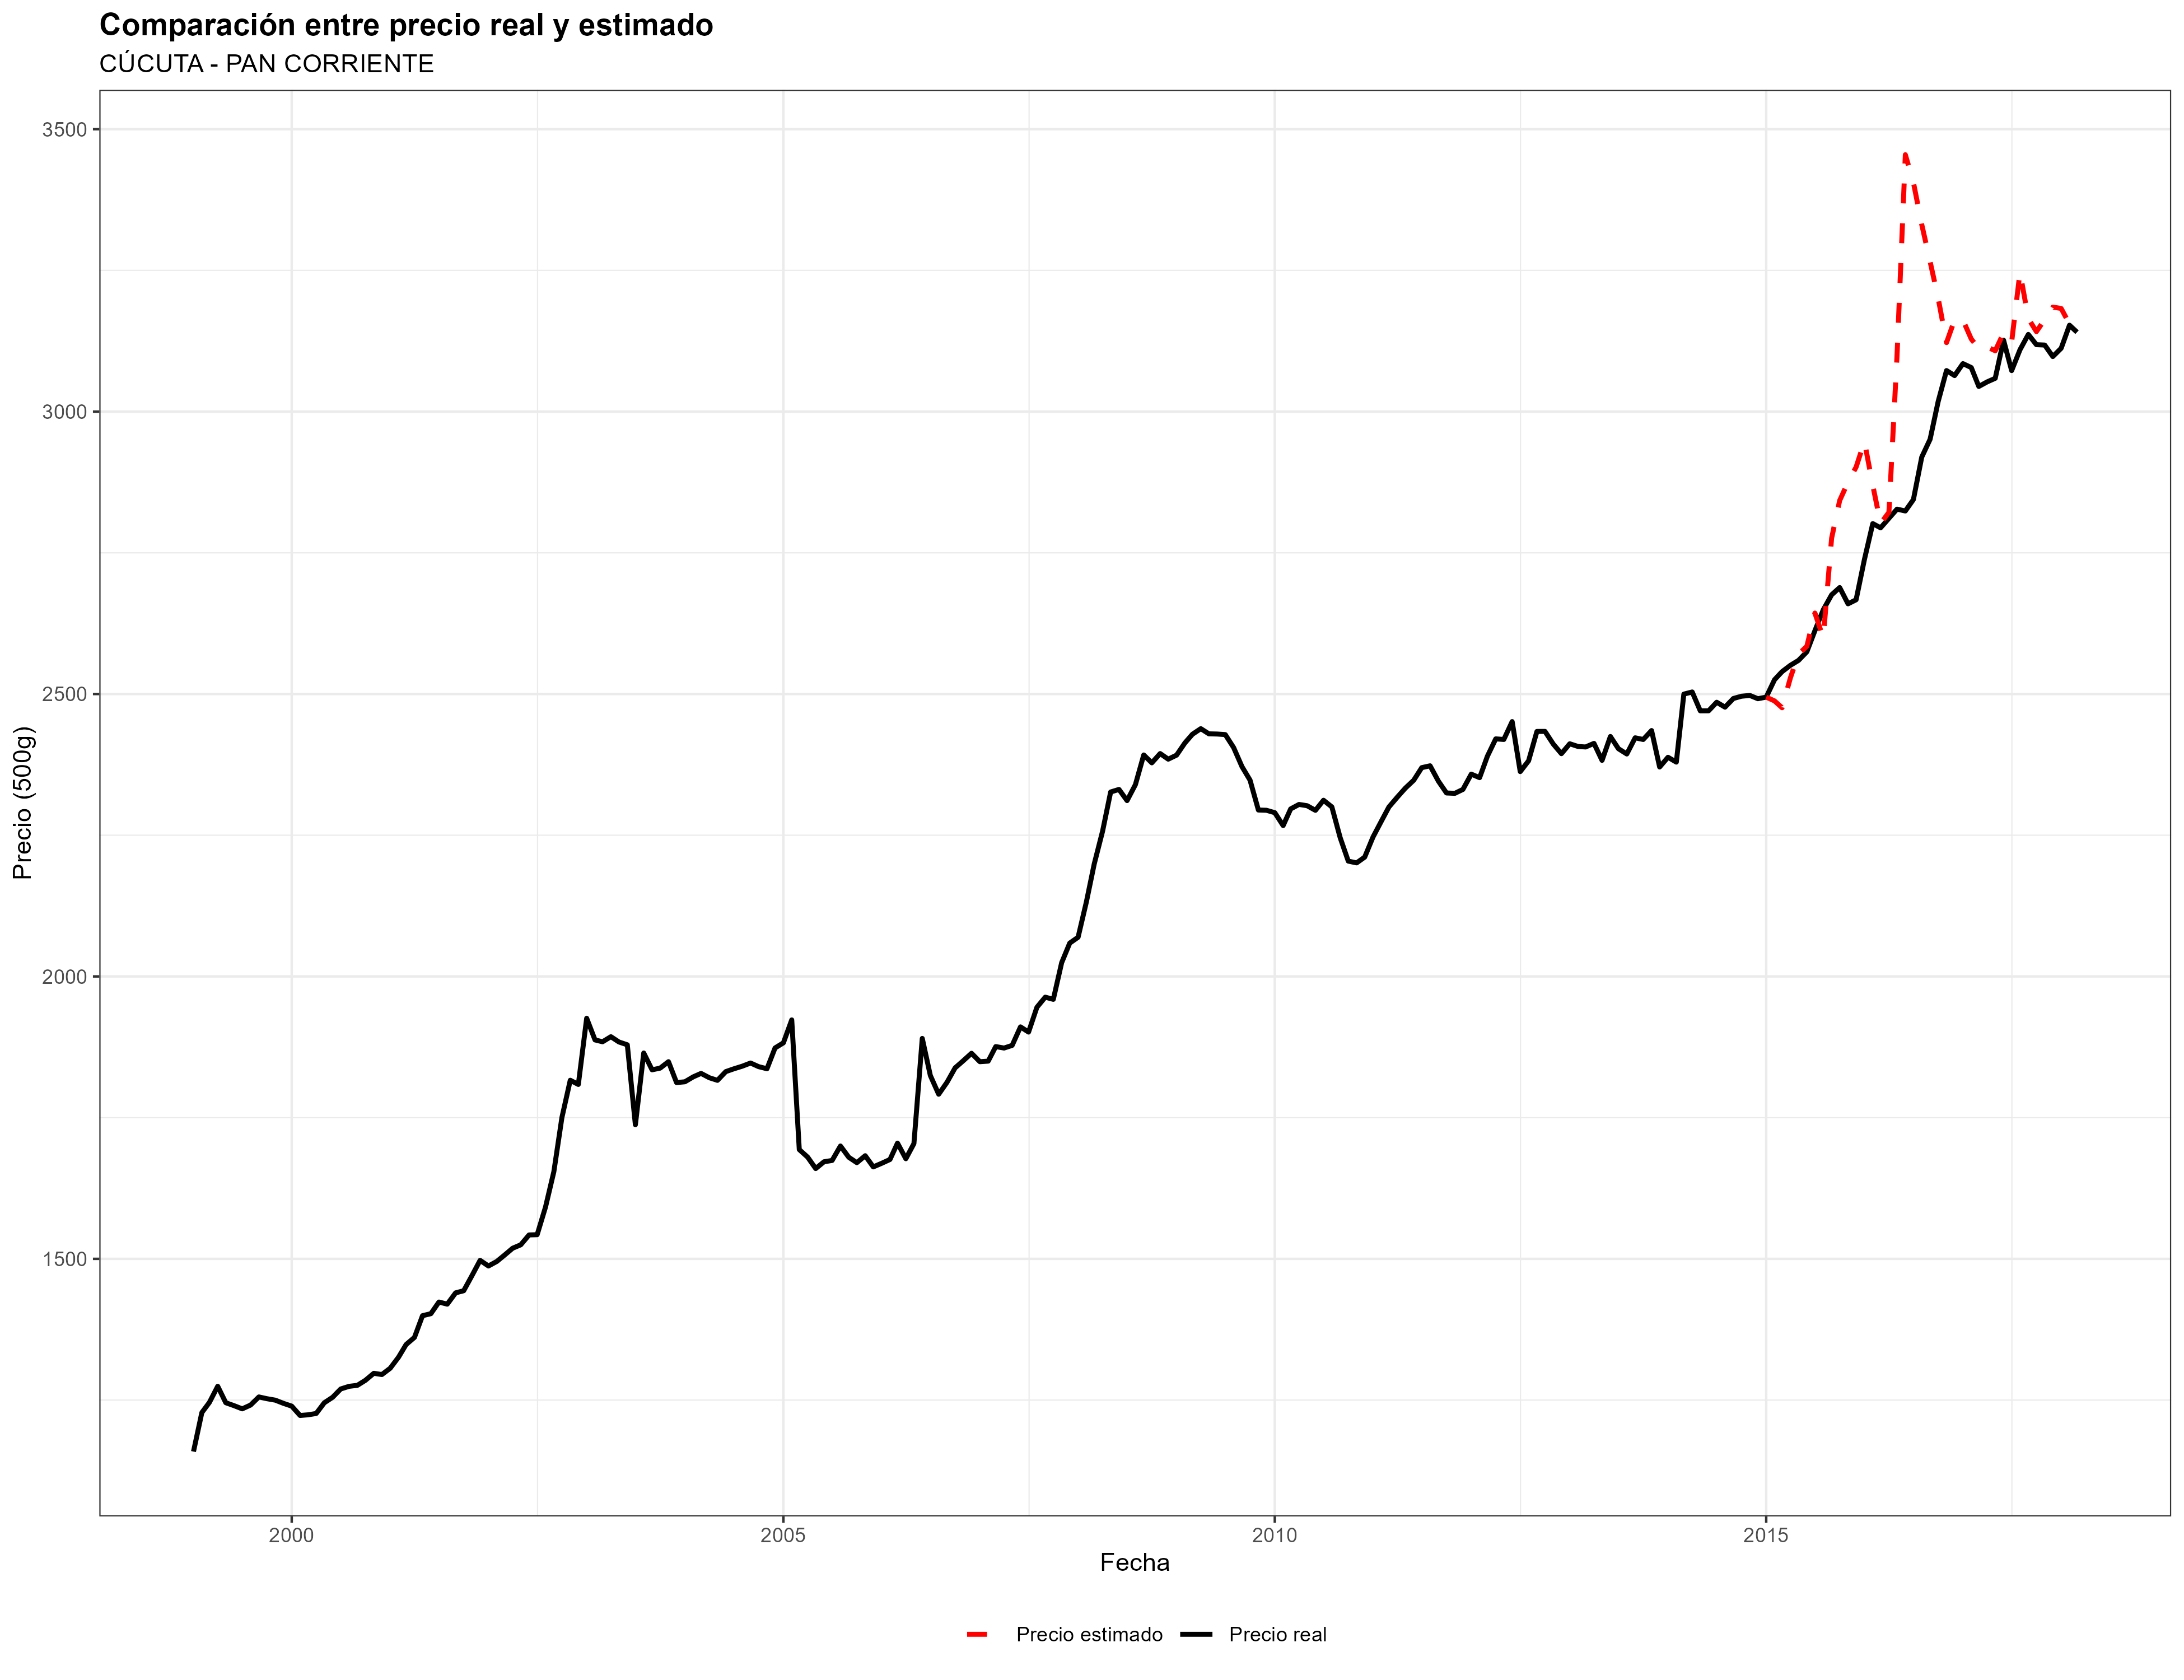 Comparación entre precio real y estimado
CÚCUTA - PAN CORRIENTE
Precio (500g)
3500
3000
2500
2000
1500
2000 2005 2010 2015
Fecha
Precio estimado Precio real